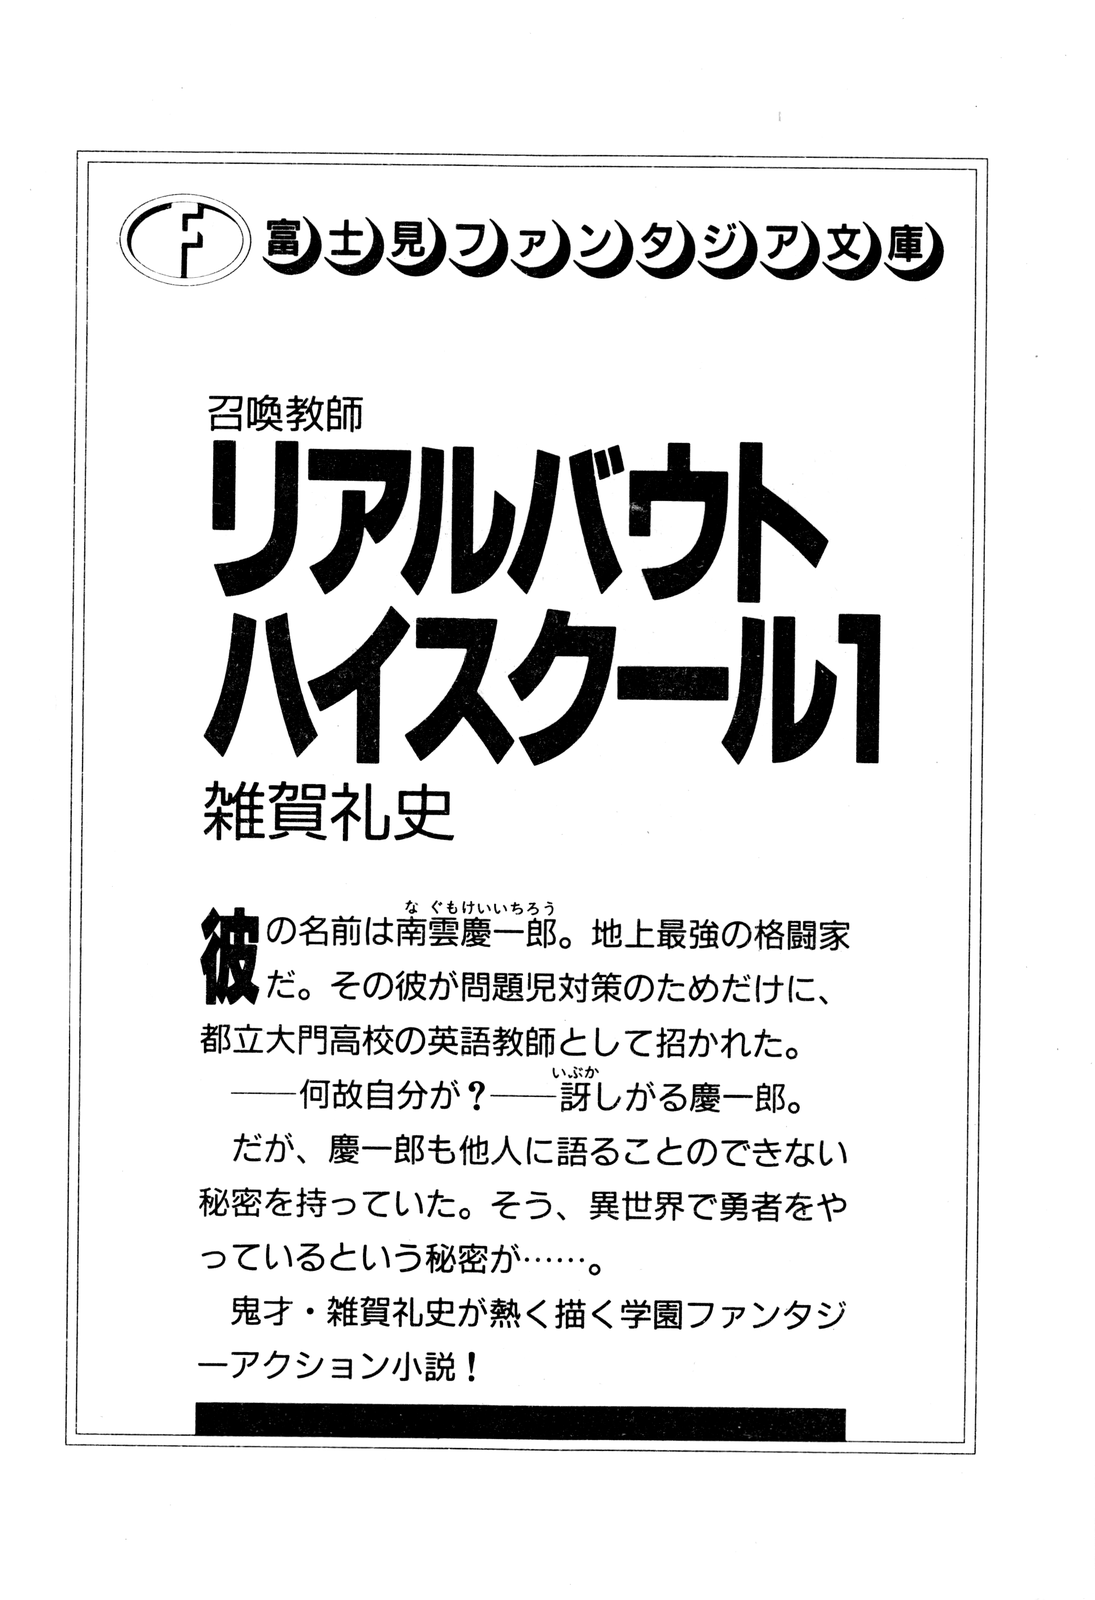 富士見ファンタジア文庫
召喚教師
リアルバウト
ハイスクール1
雑賀礼史
なぐもけいいちろう
彼の名前は南雲慶一郎。地上最強の格闘家
だ。その彼が問題児対策のためだけに、
都立大門高校の英語教師として招かれた。
いぶか
――何故自分が？――訝しがる慶一郎。
だが、慶一郎も他人に語ることのできない
秘密を持っていた。そう、異世界で勇者をや
っているという秘密が……。
鬼才・雑賀礼史が熱く描く学園ファンタジ
ーアクション小説！